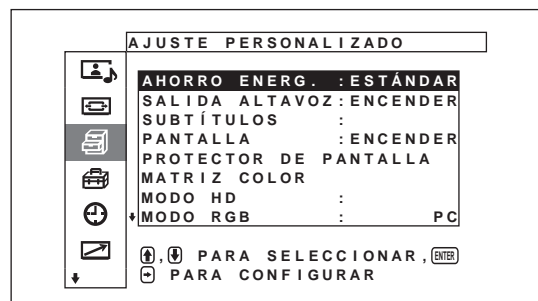 AJUSTE PERSONALIZADO
AHORRO ENERG. :ESTÁNDAR
SALIDA ALTAVOZ:ENCENDER
SUBTÍTULOS :
PANTALLA :ENCENDER
PROTECTOR DE PANTALLA
MATRIZ COLOR
MODO HD :
MODO RGB : PC
, PARA SELECCIONAR, ENTER
PARA CONFIGURAR